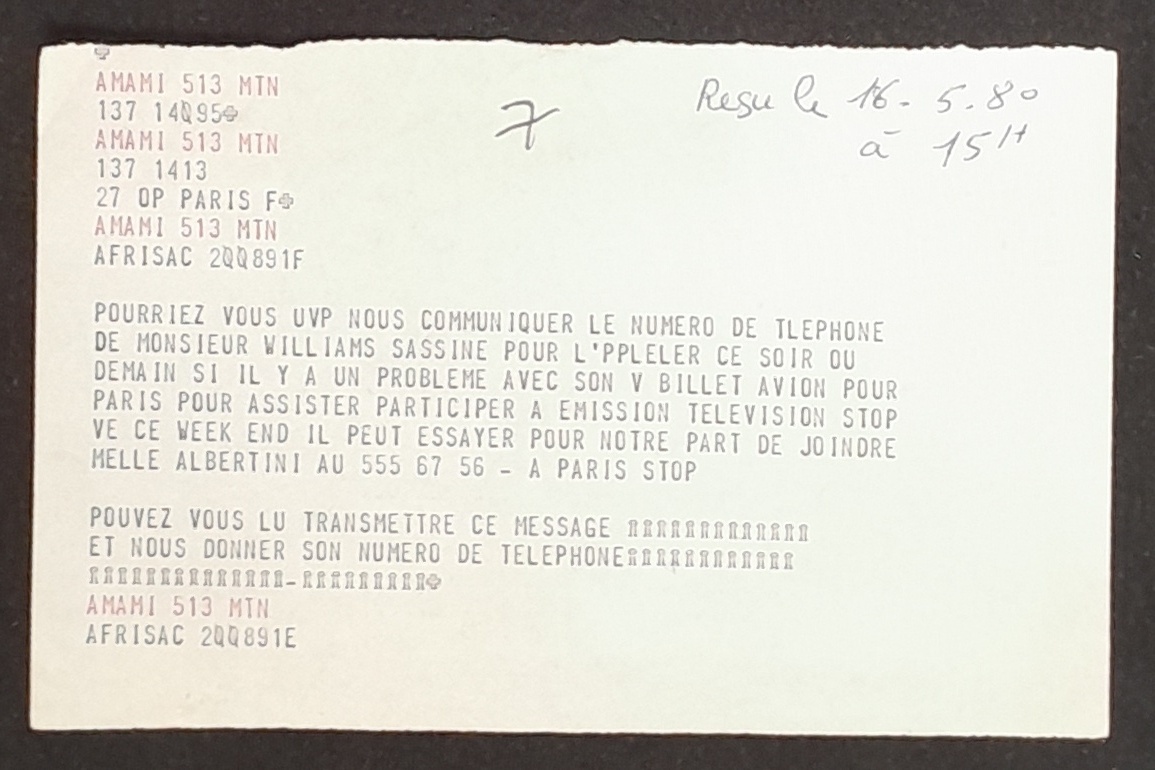 AMAMI 513 MTN
137 14Q95✠
AMAMI 513 MTN
137 1413
27 OP PARIS F✠
AMAMI 513 MTN
AFRISAC 2QQ891F
7
Reçu le 16. 5.80
à 15H
POURRIEZ VOUS UVP NOUS COMMUNIQUER LE NUMERO DE TLEPHONE
DE MONSIEUR WILLIAMS SASSINE POUR L'PPLELER CE SOIR OU
DEMAIN SI IL Y A UN PROBLEME AVEC SON V BILLET AVION POUR
PARIS POUR ASSISTER PARTICIPER A EMISSION TELEVISION STOP
VE CE WEEK END IL PEUT ESSAYER POUR NOTRE PART DE JOINDRE
MELLE ALBERTINI AU 555 67 56 - A PARIS STOP
POUVEZ VOUS LU TRANSMETTRE CE MESSAGE
ET NOUS DONNER SON NUMERO DE TELEPHONE
AMAMI 513 MTN
AFRISAC 2QQ891E